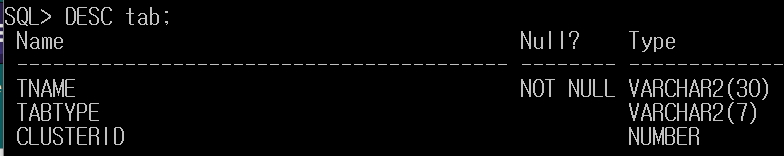 SQL> DESC tab;
Name Null? Type
----------------------------------------- -------- ------------
TNAME NOT NULL VARCHAR2(30)
TABTYPE VARCHAR2(7)
CLUSTERID NUMBER